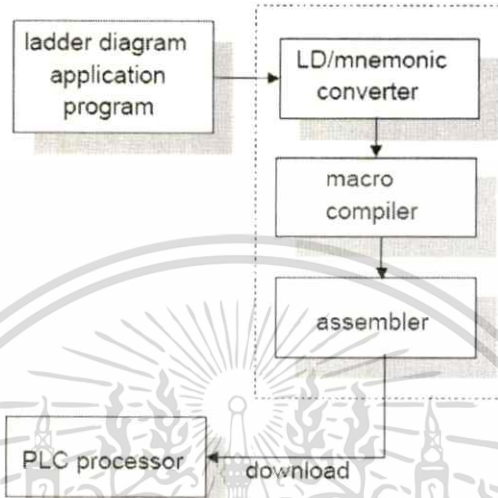 ladder diagram
application
program
LD/mnemonic
converter
macro
compiler
assembler
PLC processor
download